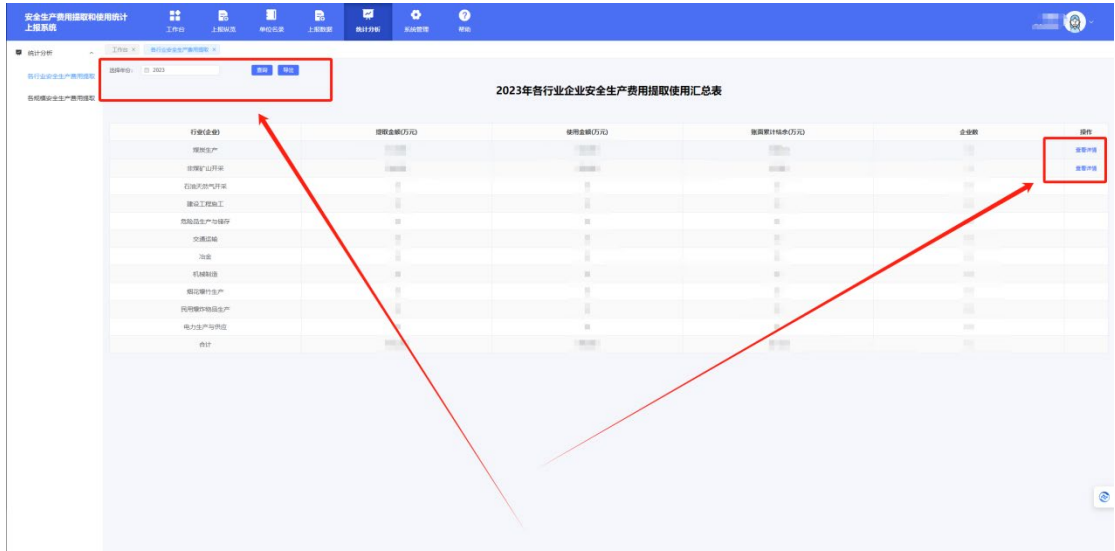 安全生产费用提取和使用统计
上报系统
工作台
上报状态
单位名录
上报数据
统计分析
系统管理
帮助
统计分析
各行业安全生产费用提取
各规模安全生产费用提取
工作台 ×
各行业安全生产费用提取 ×
选择年份： 2023
查询 导出
2023年各行业企业安全生产费用提取使用汇总表
行业(企业) 提取金额(万元) 使用金额(万元) 账面累计结余(万元) 企业数 操作
煤炭生产 查看详情
非煤矿山开采 查看详情
石油天然气开采
建设工程施工
危险品生产与储存
交通运输
冶金
机械制造
烟花爆竹生产
民用爆炸物品生产
电力生产与供应
合计